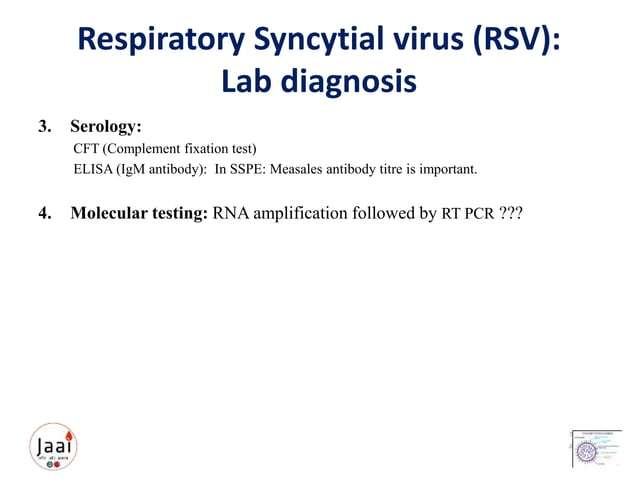 Respiratory Syncytial virus (RSV):
Lab diagnosis
3. Serology:
CFT (Complement fixation test)
ELISA (IgM antibody): In SSPE: Measales antibody titre is important.
4. Molecular testing: RNA amplification followed by RT PCR ???
Jaai